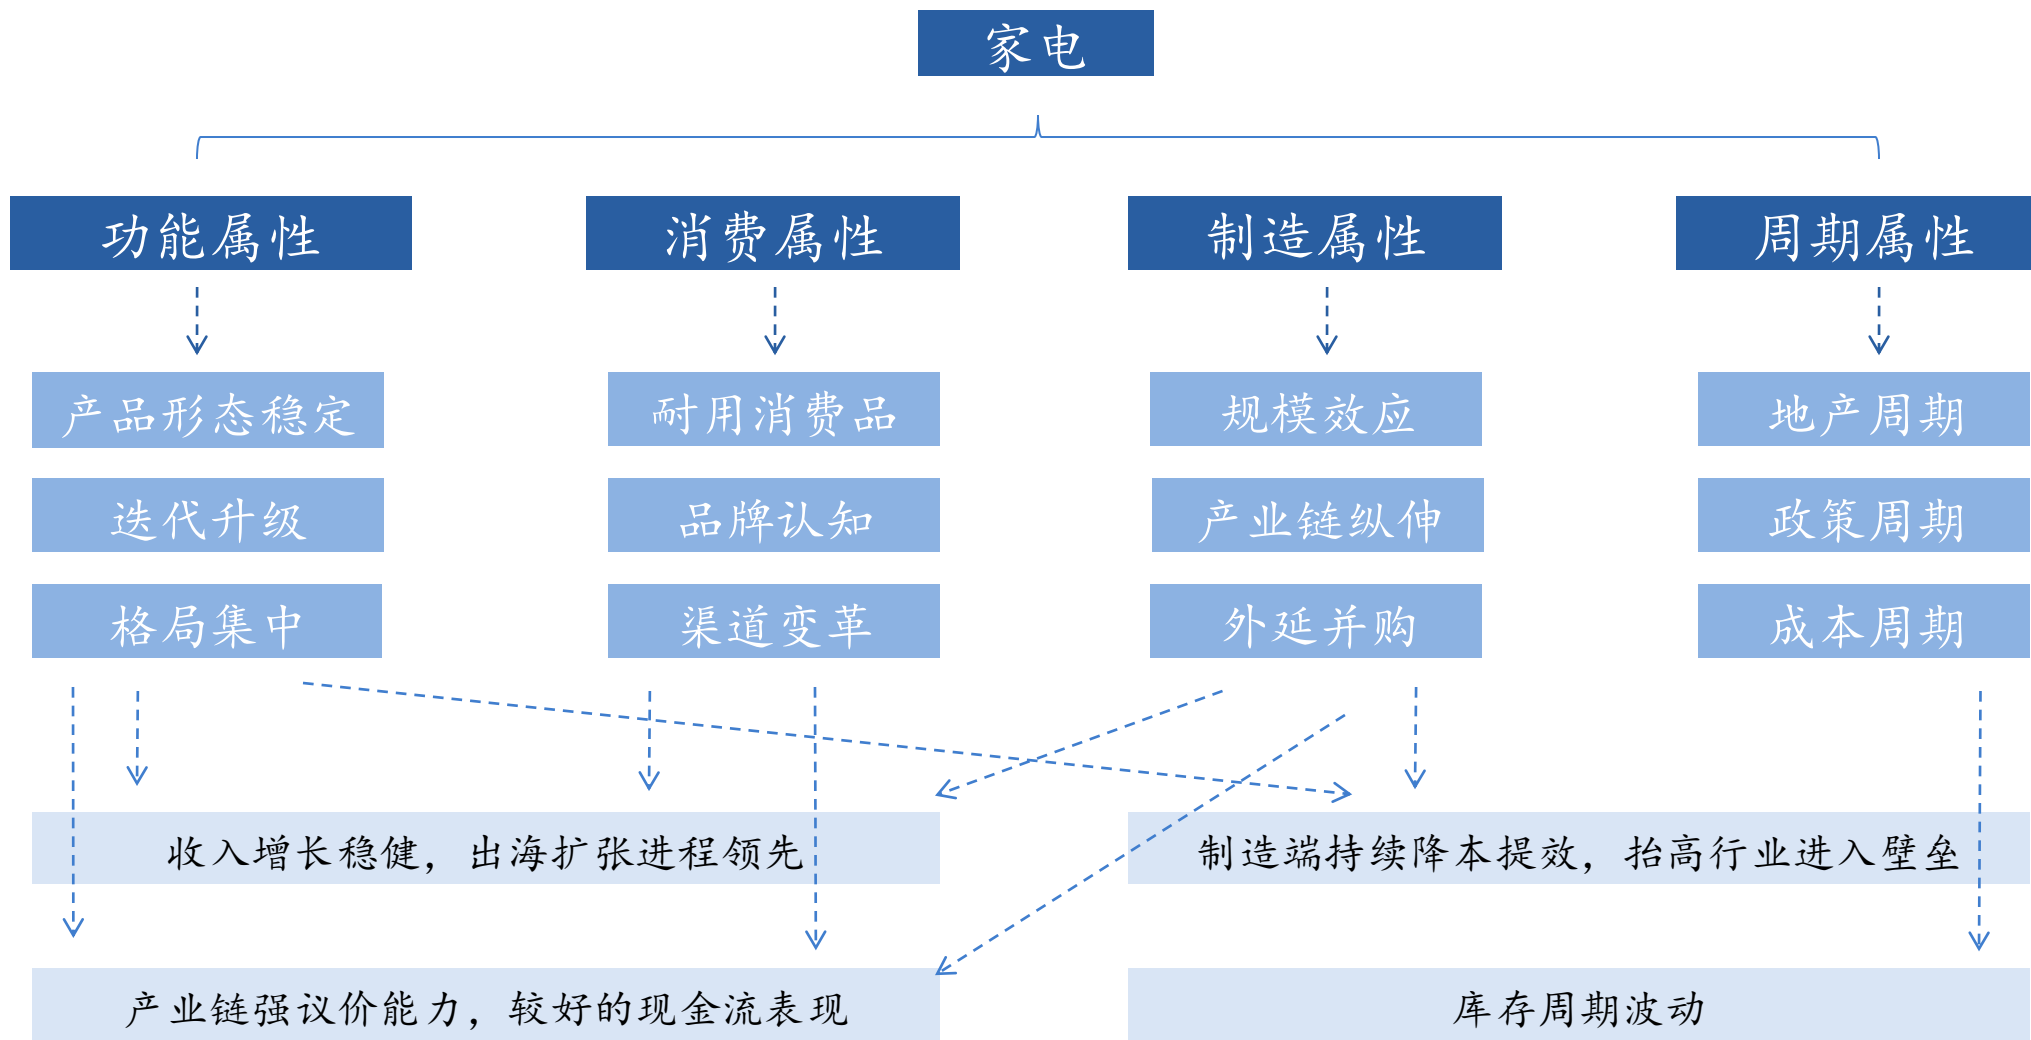 家电
功能属性
消费属性
制造属性
周期属性
产品形态稳定
耐用消费品
规模效应
地产周期
迭代升级
品牌认知
产业链纵伸
政策周期
格局集中
渠道变革
外延并购
成本周期
收入增长稳健，出海扩张进程领先
制造端持续降本提效，抬高行业进入壁垒
产业链强议价能力，较好的现金流表现
库存周期波动